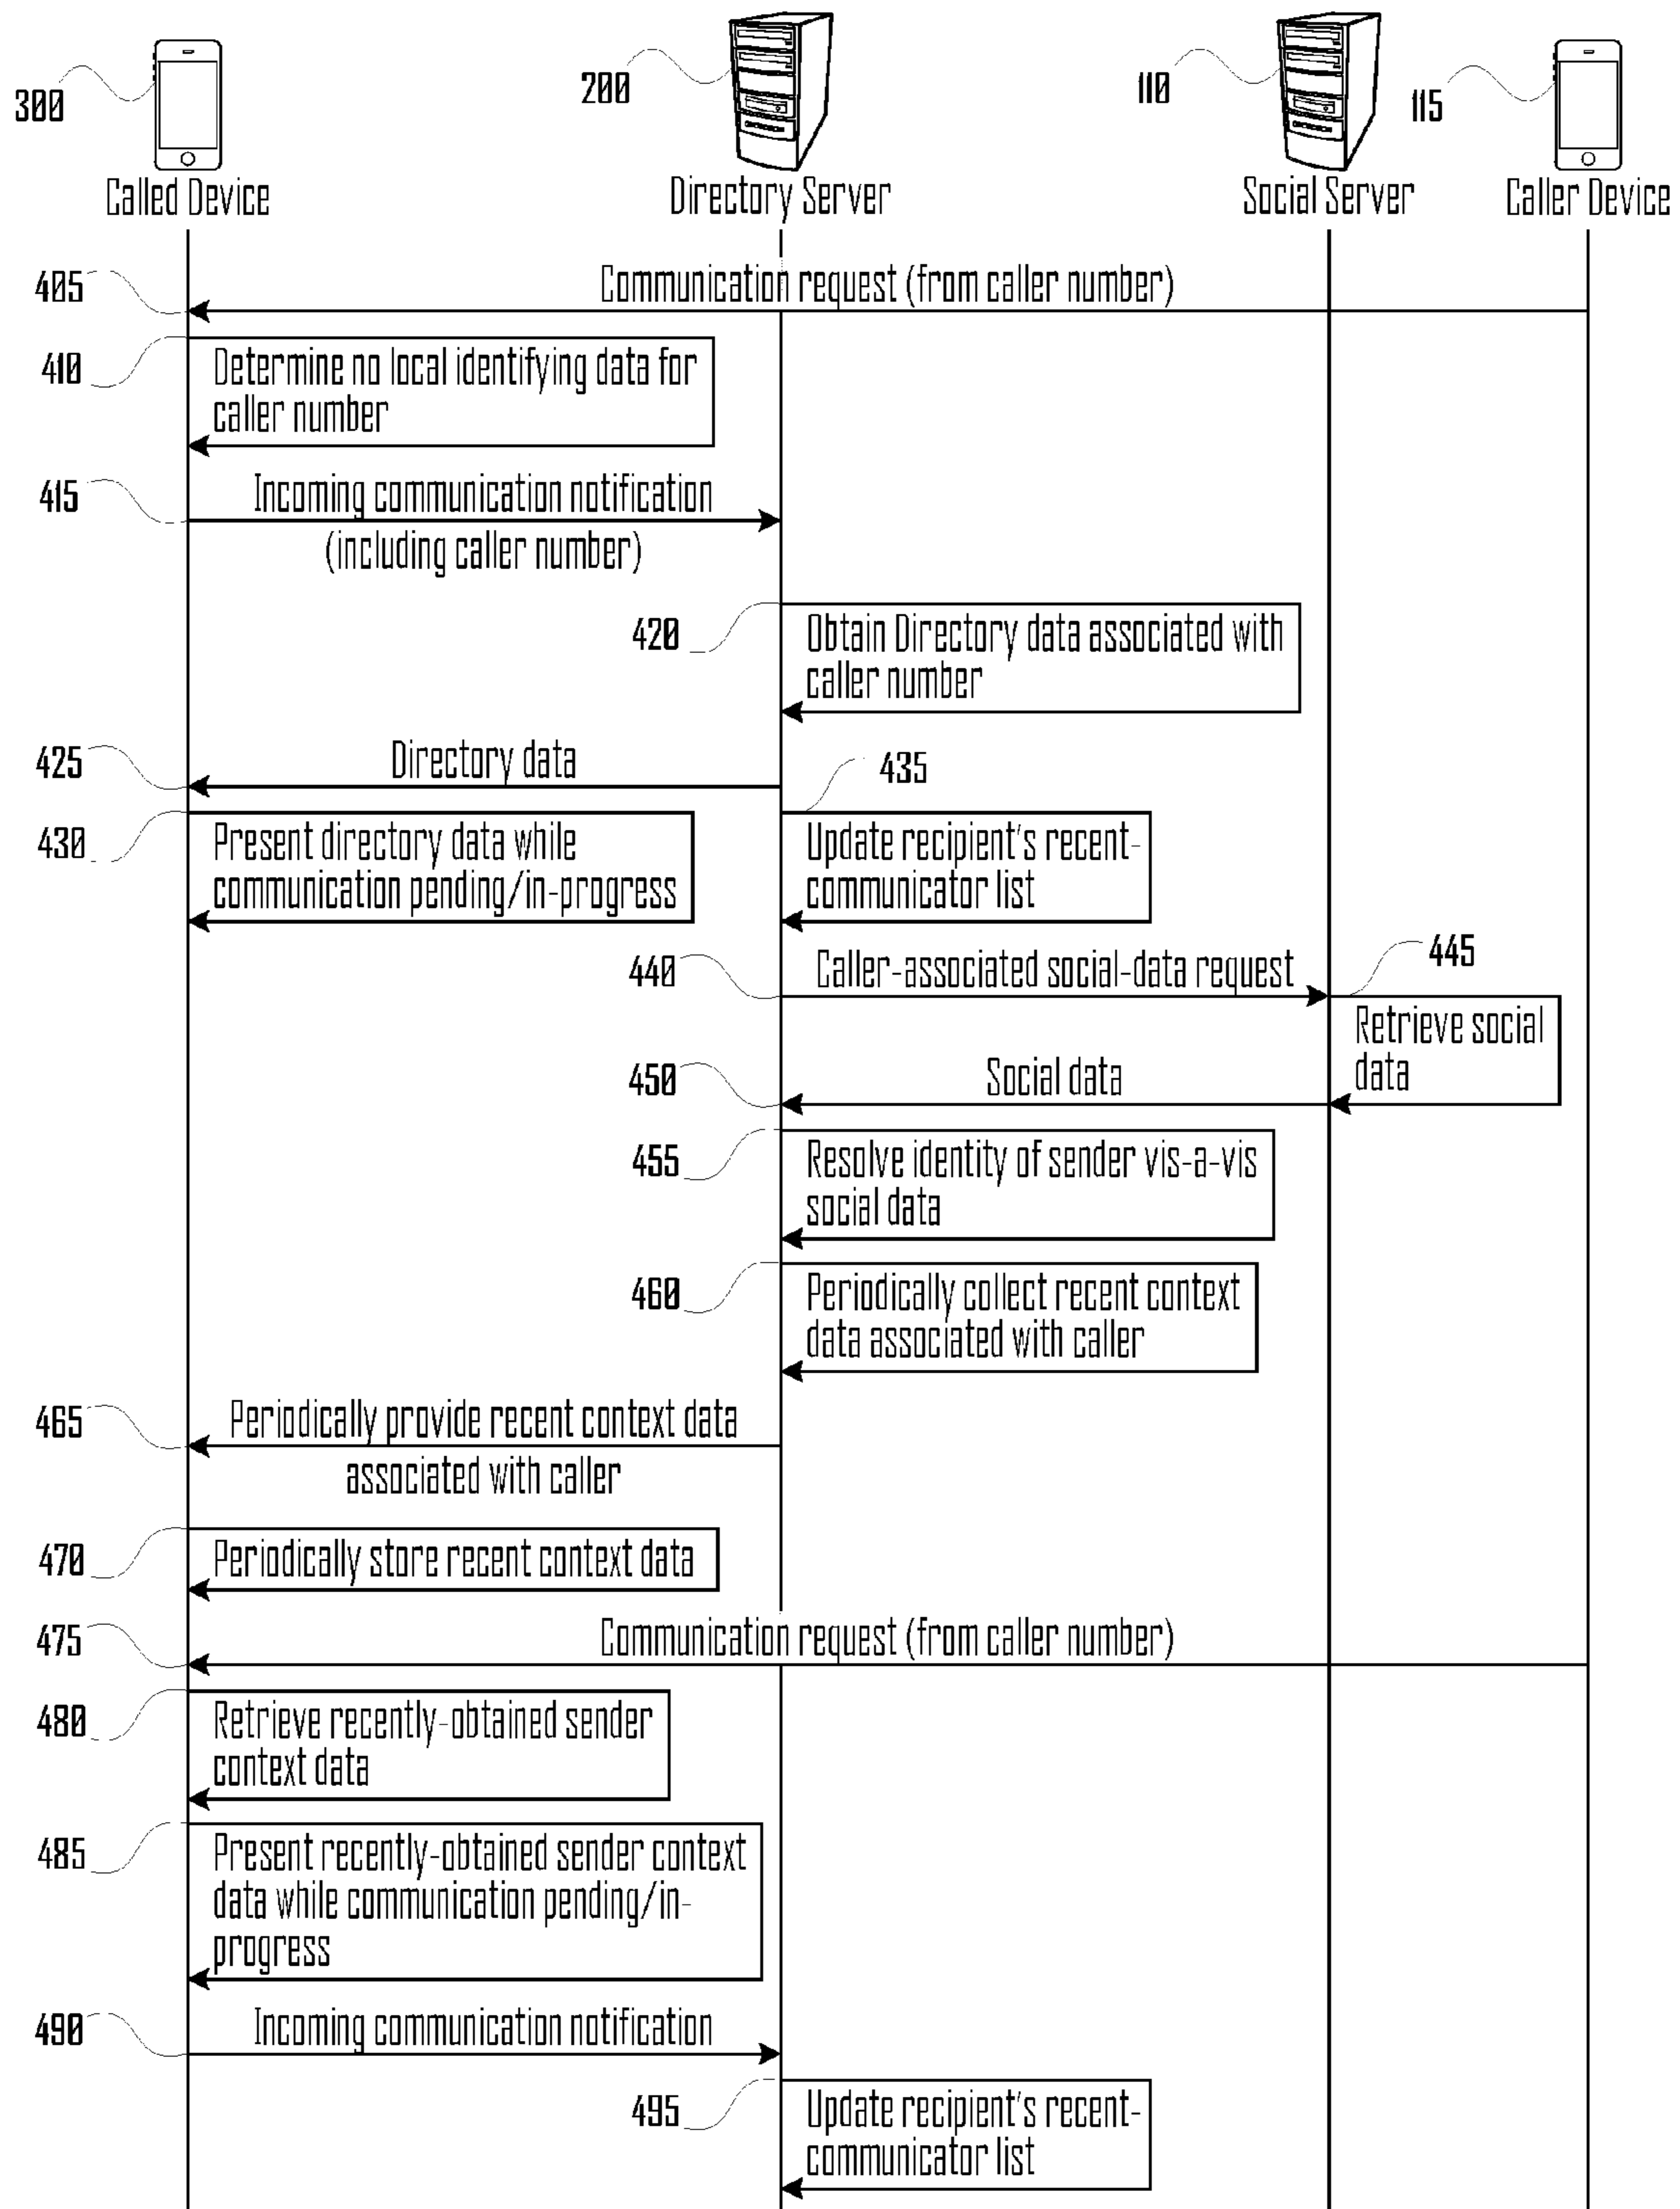 300
200
110
115
Called Device
Directory Server
Social Server
Caller Device
405
Communication request (from caller number)
410
Determine no local identifying data for
caller number
415
Incoming communication notification
(including caller number)
420
Obtain Directory data associated with
caller number
425
Directory data
435
430
Present directory data while
communication pending/in-progress
Update recipient's recent-
communicator list
440
Caller-associated social-data request
445
Retrieve social
data
450
Social data
455
Resolve identity of sender vis-a-vis
social data
460
Periodically collect recent context
data associated with caller
465
Periodically provide recent context data
associated with caller
470
Periodically store recent context data
475
Communication request (from caller number)
480
Retrieve recently-obtained sender
context data
485
Present recently-obtained sender context
data while communication pending/in-
progress
490
Incoming communication notification
495
Update recipient's recent-
communicator list